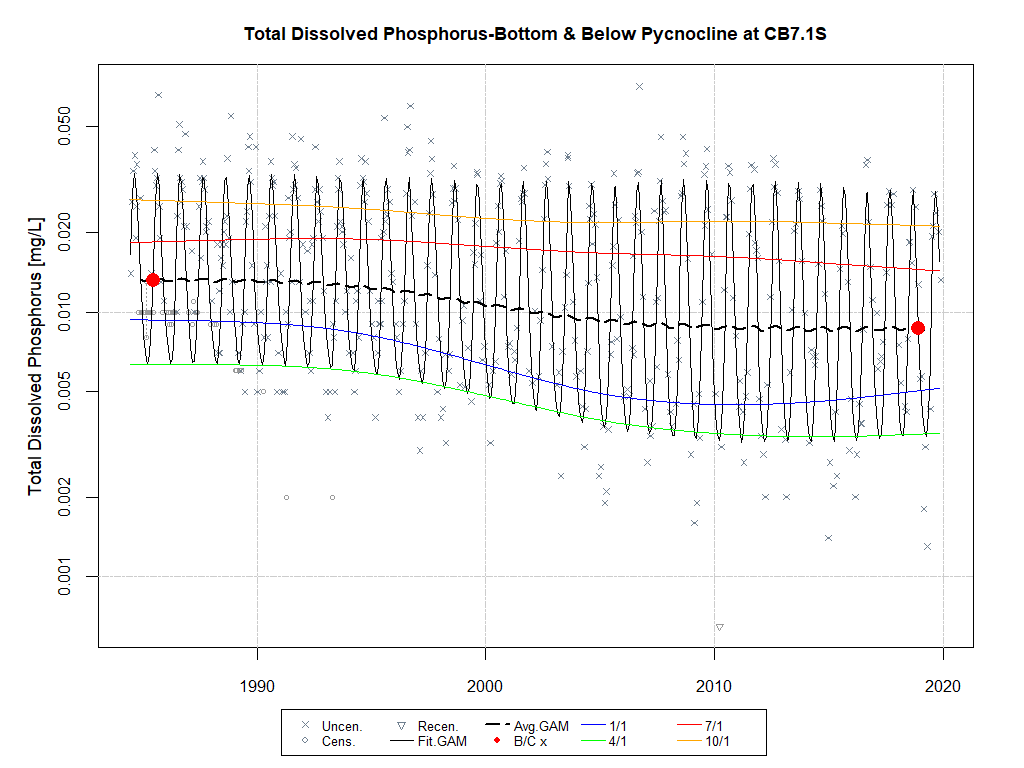 Total Dissolved Phosphorus-Bottom & Below Pycnocline at CB7.1S
Total Dissolved Phosphorus [mg/L]
0.050
0.020
0.010
0.005
0.002
0.001
1990 2000 2010 2020
Uncen. Recen. Avg.GAM 1/1 7/1
Cens. Fit.GAM B/C x 4/1 10/1